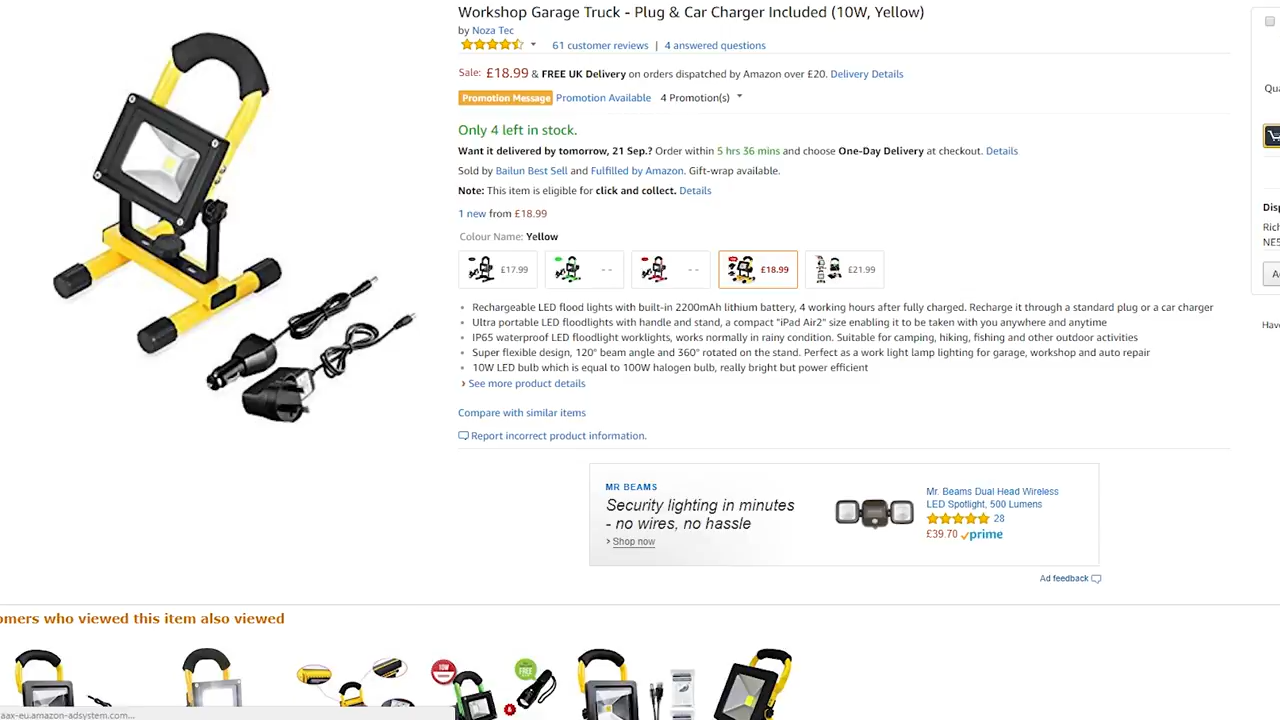 Workshop Garage Truck - Plug & Car Charger Included (10W, Yellow)
by Noza Tec
61 customer reviews | 4 answered questions
Sale: £18.99 & FREE UK Delivery on orders dispatched by Amazon over £20. Delivery Details
Promotion Message Promotion Available 4 Promotion(s)
Only 4 left in stock.
Want it delivered by tomorrow, 21 Sep.? Order within 5 hrs 36 mins and choose One-Day Delivery at checkout. Details
Sold by Bailun Best Sell and Fulfilled by Amazon. Gift-wrap available.
Note: This item is eligible for click and collect. Details
1 new from £18.99
Colour Name: Yellow
£17.99 -- -- £18.99 £21.99
Rechargeable LED flood lights with built-in 2200mAh lithium battery, 4 working hours after fully charged. Recharge it through a standard plug or a car charger
Ultra portable LED floodlights with handle and stand, a compact "iPad Air2" size enabling it to be taken with you anywhere and anytime
IP65 waterproof LED floodlight worklights, works normally in rainy condition. Suitable for camping, hiking, fishing and other outdoor activities
Super flexible design, 120° beam angle and 360° rotated on the stand. Perfect as a work light lamp lighting for garage, workshop and auto repair
10W LED bulb which is equal to 100W halogen bulb, really bright but power efficient
› See more product details
Compare with similar items
Report incorrect product information.
MR BEAMS
Security lighting in minutes
- no wires, no hassle
› Shop now
Mr. Beams Dual Head Wireless
LED Spotlight, 500 Lumens
28
£39.70 prime
Ad feedback
Qua
Disp
Rich
NE5
A
Have
omers who viewed this item also viewed
10W
FREE
aax-eu.amazon-adsystem.com...